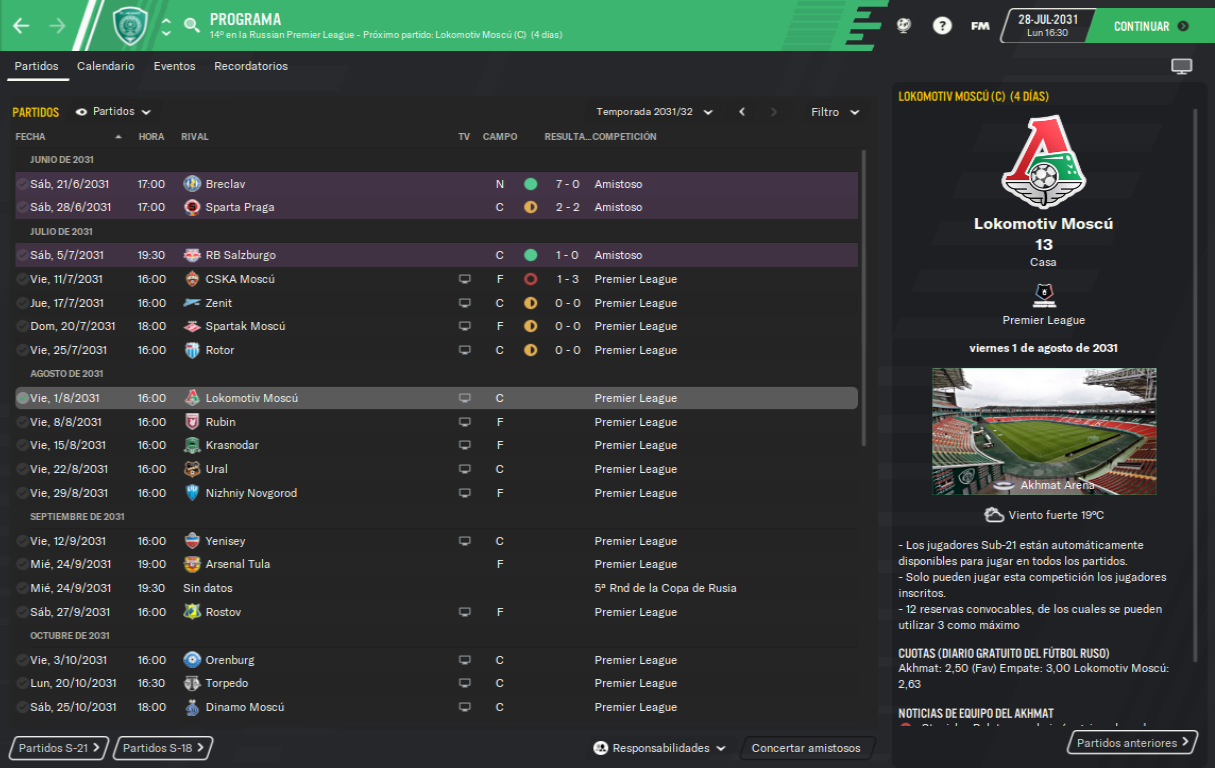 PROGRAMA
14º en la Russian Premier League - Próximo partido: Lokomotiv Moscú (C) (4 días)
?
FM
28-JUL-2031
Lun 16:30
CONTINUAR
Partidos Calendario Eventos Recordatorios
PARTIDOS Partidos Temporada 2031/32 Filtro
FECHA HORA RIVAL TV CAMPO RESULTA... COMPETICIÓN
JUNIO DE 2031
Sáb, 21/6/2031 17:00 Breclav N 7 - 0 Amistoso
Sáb, 28/6/2031 17:00 Sparta Praga C 2 - 2 Amistoso
JULIO DE 2031
Sáb, 5/7/2031 19:30 RB Salzburgo C 1 - 0 Amistoso
Vie, 11/7/2031 16:00 CSKA Moscú F 1 - 3 Premier League
Jue, 17/7/2031 16:00 Zenit C 0 - 0 Premier League
Dom, 20/7/2031 18:00 Spartak Moscú F 0 - 0 Premier League
Vie, 25/7/2031 16:00 Rotor C 0 - 0 Premier League
AGOSTO DE 2031
Vie, 1/8/2031 16:00 Lokomotiv Moscú C Premier League
Vie, 8/8/2031 16:00 Rubin F Premier League
Vie, 15/8/2031 16:00 Krasnodar F Premier League
Vie, 22/8/2031 16:00 Ural C Premier League
Vie, 29/8/2031 16:00 Nizhniy Novgorod F Premier League
SEPTIEMBRE DE 2031
Vie, 12/9/2031 16:00 Yenisey C Premier League
Mié, 24/9/2031 19:00 Arsenal Tula F Premier League
Mié, 24/9/2031 19:30 Sin datos 5ª Rnd de la Copa de Rusia
Sáb, 27/9/2031 16:00 Rostov F Premier League
OCTUBRE DE 2031
Vie, 3/10/2031 16:00 Orenburg C Premier League
Lun, 20/10/2031 16:30 Torpedo C Premier League
Sáb, 25/10/2031 18:00 Dinamo Moscú C Premier League
Partidos S-21 Partidos S-18 Responsabilidades Concertar amistosos
LOKOMOTIV MOSCÚ (C) (4 DÍAS)
Lokomotiv Moscú
13
Casa
Premier League
viernes 1 de agosto de 2031
Akhmat Arena
Viento fuerte 19ºC
- Los jugadores Sub-21 están automáticamente
disponibles para jugar en todos los partidos.
- Solo pueden jugar esta competición los jugadores
inscritos.
- 12 reservas convocables, de los cuales se pueden
utilizar 3 como máximo
CUOTAS (DIARIO GRATUITO DEL FÚTBOL RUSO)
Akhmat: 2,50 (Fav) Empate: 3,00 Lokomotiv Moscú:
2,63
NOTICIAS DE EQUIPO DEL AKHMAT
Partidos anteriores